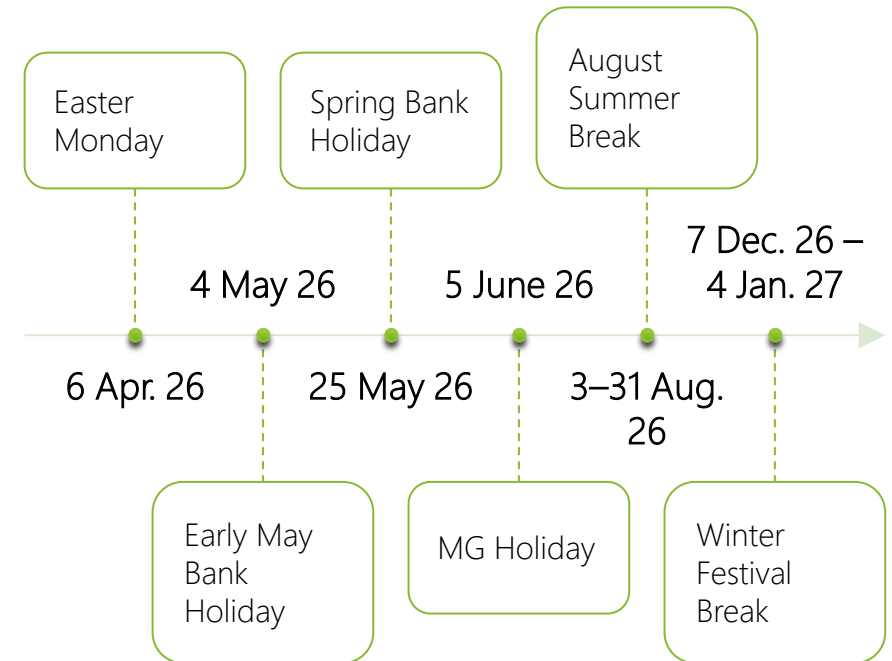 Easter
Monday
Spring Bank
Holiday
August
Summer
Break
4 May 26
5 June 26
7 Dec. 26 –
4 Jan. 27
6 Apr. 26
25 May 26
3–31 Aug.
26
Early May
Bank
Holiday
MG Holiday
Winter
Festival
Break